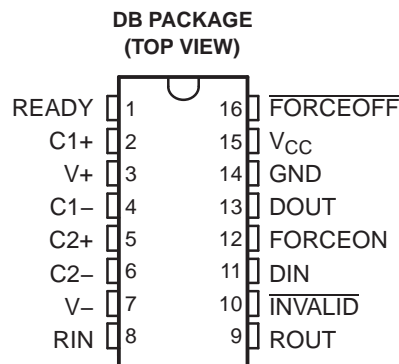 DB PACKAGE
(TOP VIEW)
READY 1 16 FORCEOFF
C1+ 2 15 VCC
V+ 3 14 GND
C1− 4 13 DOUT
C2+ 5 12 FORCEON
C2− 6 11 DIN
V− 7 10 INVALID
RIN 8 9 ROUT